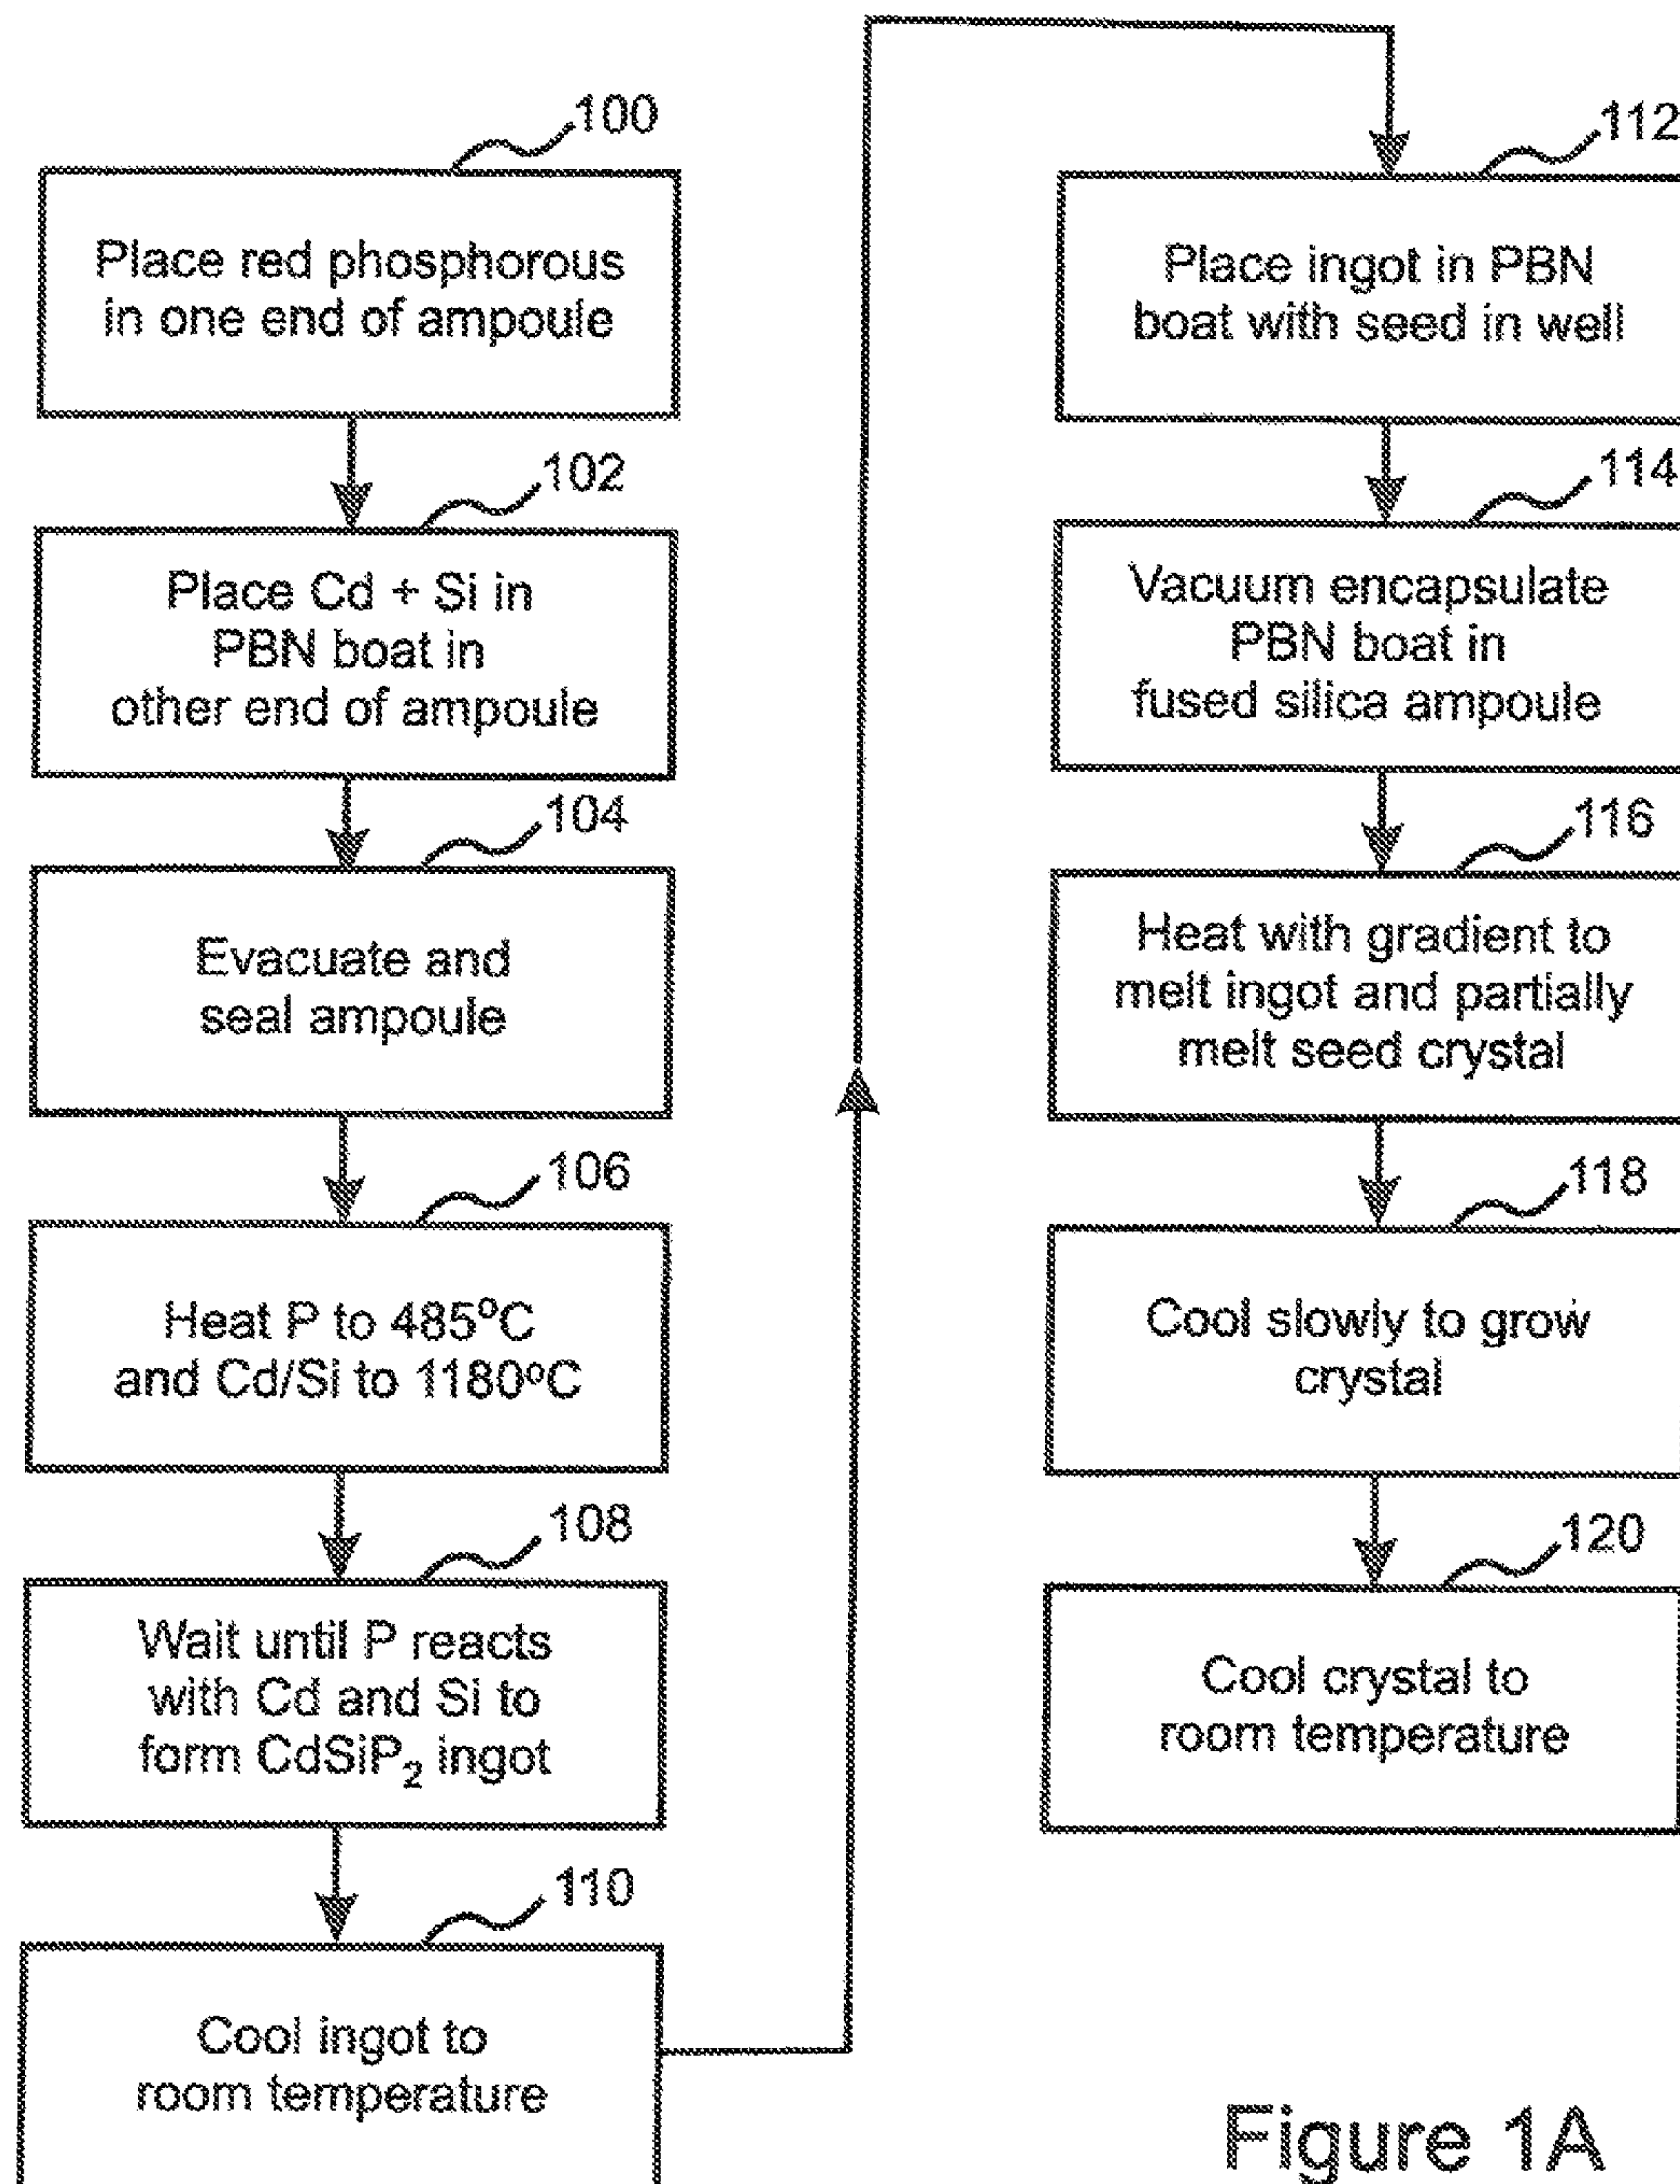 100
Place red phosphorous
in one end of ampoule
102
Place Cd + Si in
PBN boat in
other end of ampoule
104
Evacuate and
seal ampoule
106
Heat P to 485ºC
and Cd/Si to 1180ºC
108
Wait until P reacts
with Cd and Si to
form CdSiP₂ ingot
110
Cool ingot to
room temperature
112
Place ingot in PBN
boat with seed in well
114
Vacuum encapsulate
PBN boat in
fused silica ampoule
116
Heat with gradient to
melt ingot and partially
melt seed crystal
118
Cool slowly to grow
crystal
120
Cool crystal to
room temperature
Figure 1A